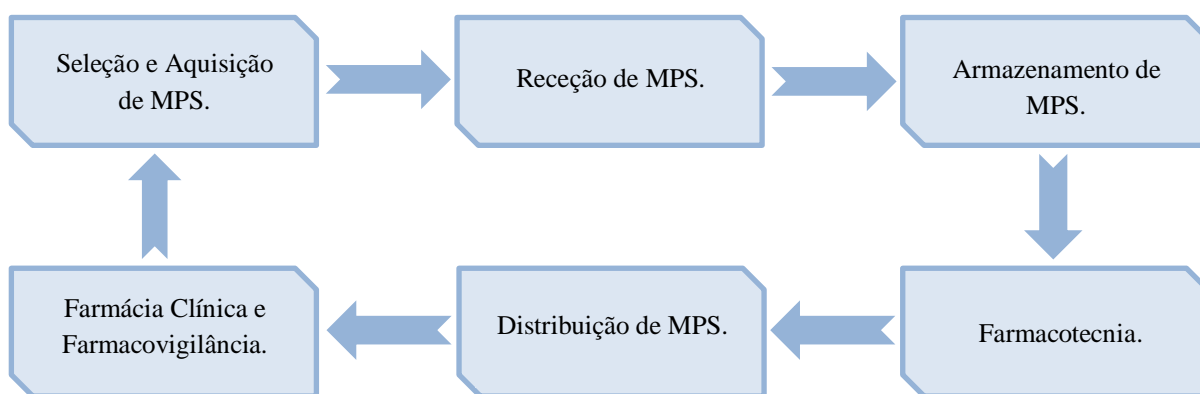 Seleção e Aquisição
de MPS.
Receção de MPS.
Armazenamento de
MPS.
Farmácia Clínica e
Farmacovigilância.
Distribuição de MPS.
Farmacotecnia.